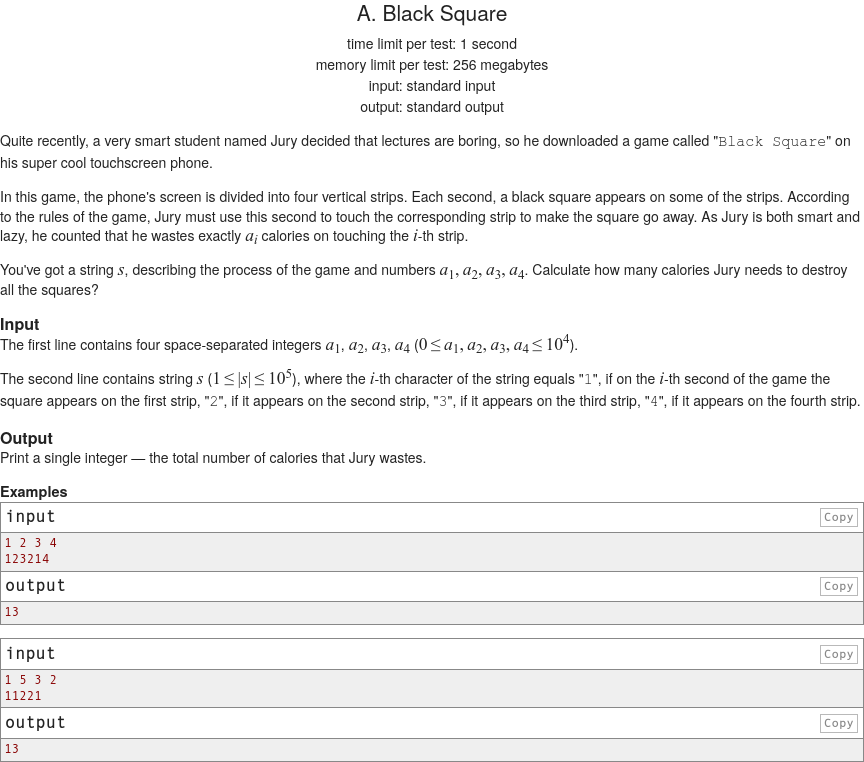 A. Black Square
time limit per test: 1 second
memory limit per test: 256 megabytes
input: standard input
output: standard output
Quite recently, a very smart student named Jury decided that lectures are boring, so he downloaded a game called "Black Square" on
his super cool touchscreen phone.
In this game, the phone's screen is divided into four vertical strips. Each second, a black square appears on some of the strips. According
to the rules of the game, Jury must use this second to touch the corresponding strip to make the square go away. As Jury is both smart and
lazy, he counted that he wastes exactly a_i calories on touching the i-th strip.
You've got a string s, describing the process of the game and numbers a_1, a_2, a_3, a_4. Calculate how many calories Jury needs to destroy
all the squares?
Input
The first line contains four space-separated integers a_1, a_2, a_3, a_4 (0 ≤ a_1, a_2, a_3, a_4 ≤ 10^4).
The second line contains string s (1 ≤ |s| ≤ 10^5), where the i-th character of the string equals "1", if on the i-th second of the game the
square appears on the first strip, "2", if it appears on the second strip, "3", if it appears on the third strip, "4", if it appears on the fourth strip.
Output
Print a single integer — the total number of calories that Jury wastes.
Examples
input Copy
1 2 3 4
123214
output Copy
13
input Copy
1 5 3 2
11221
output Copy
13